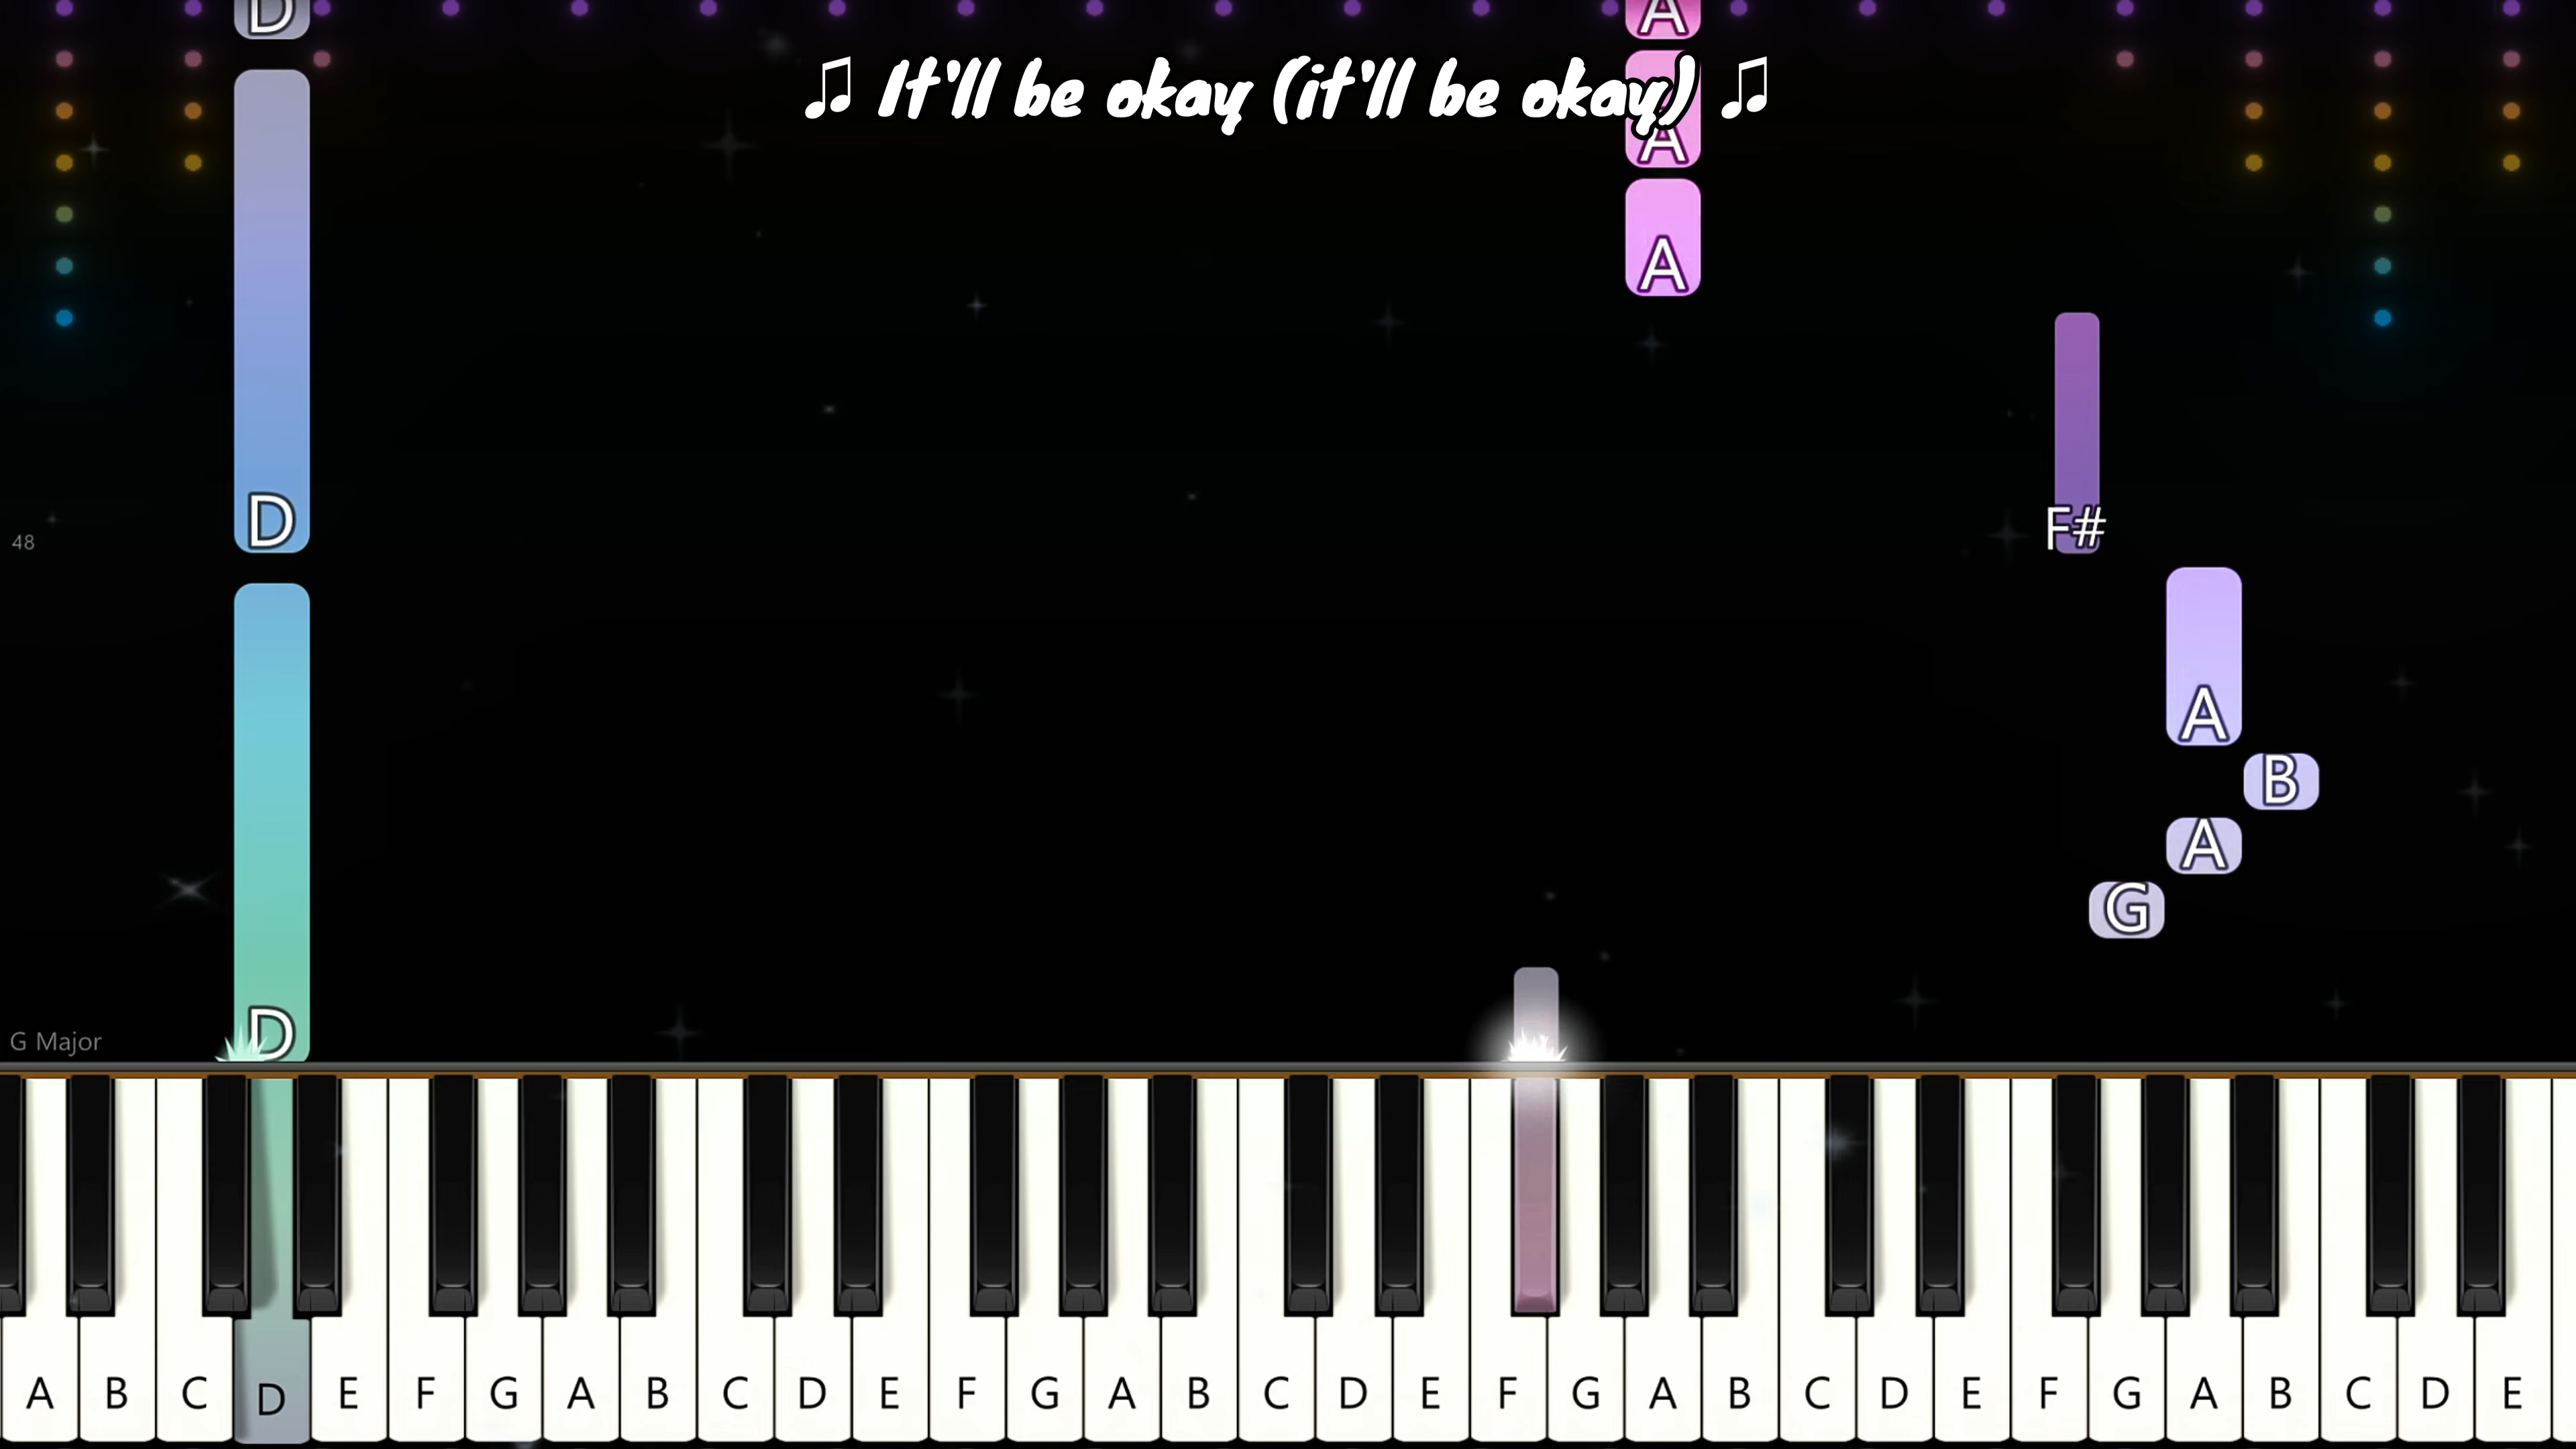 D A
♫ It'll be okay (it'll be okay) ♫
A
A
D F#
48
A
B
A
G
D
G Major
A B C D E F G A B C D E F G A B C D E F G A B C D E F G A B C D E